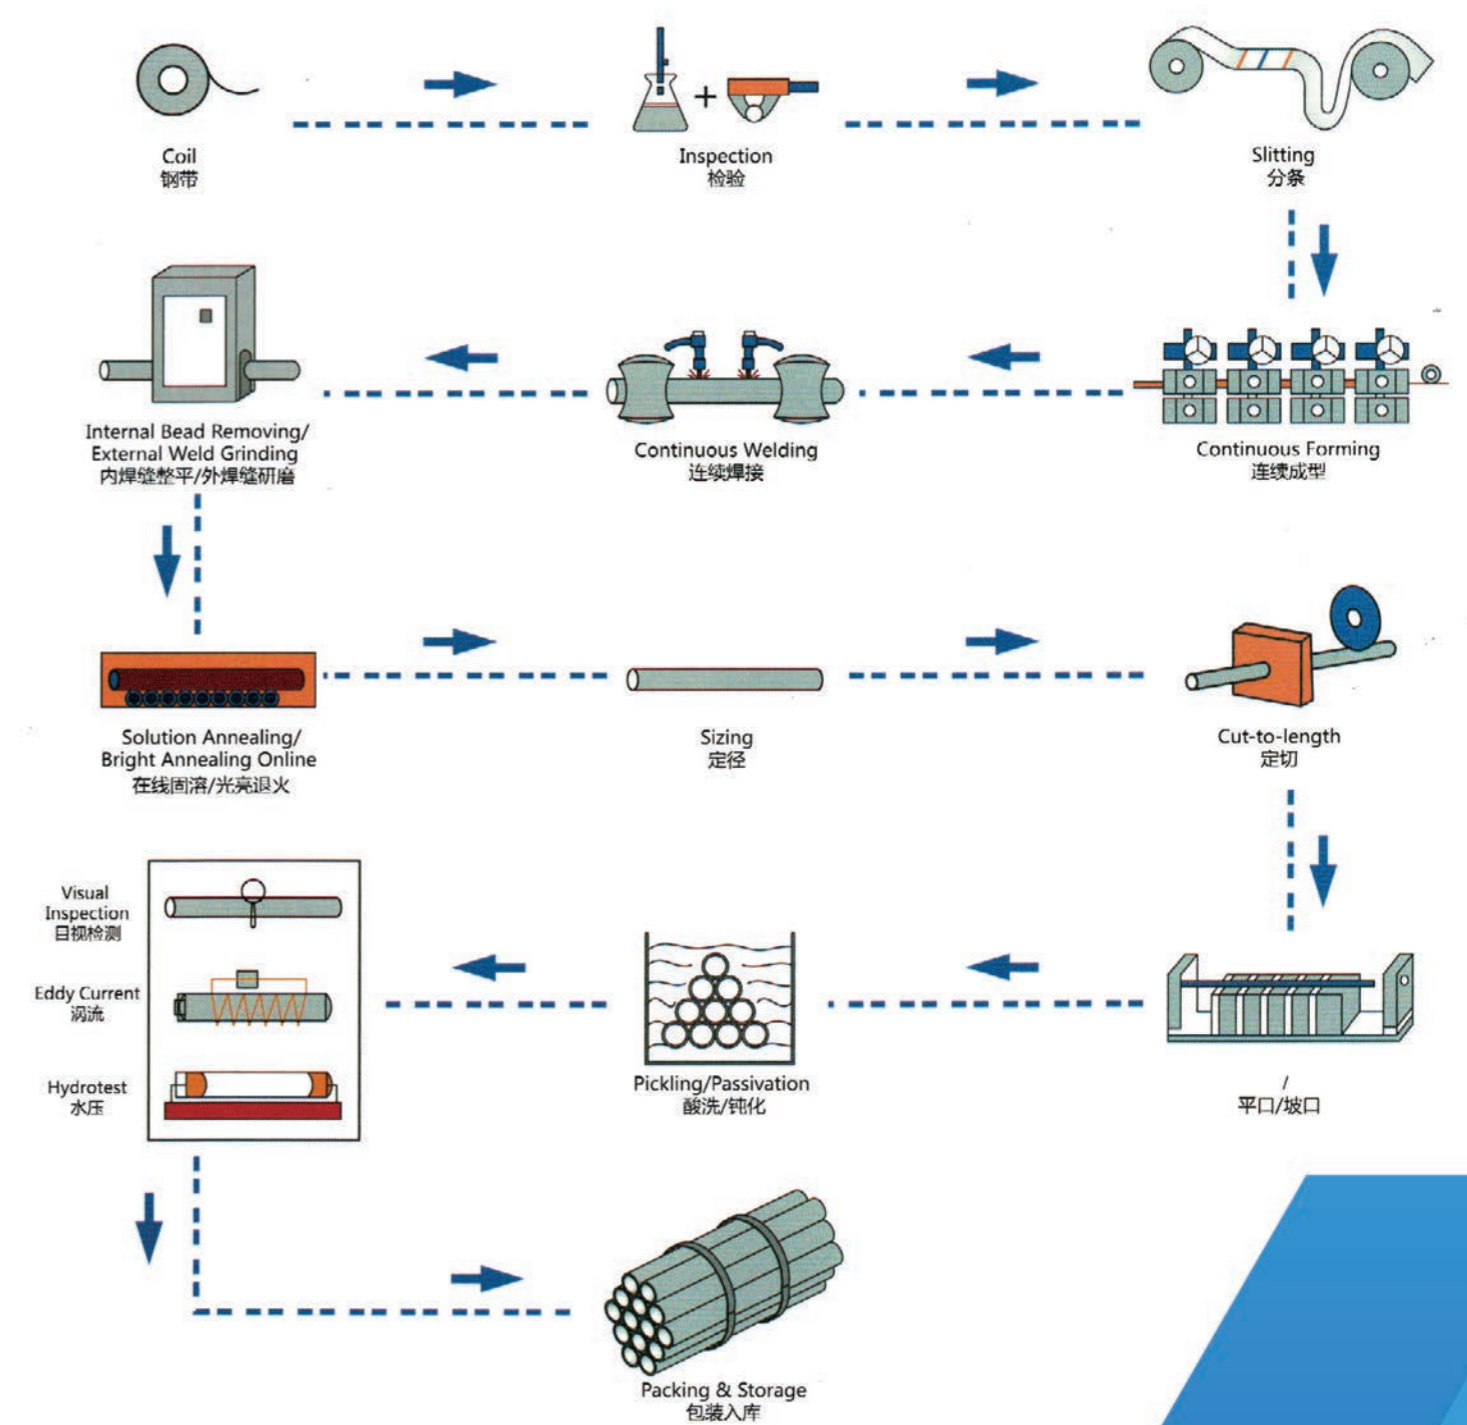 Coil
钢带
Inspection
检验
Slitting
分条
Internal Bead Removing/
External Weld Grinding
内焊缝整平/外焊缝研磨
Continuous Welding
连续焊接
Continuous Forming
连续成型
Solution Annealing/
Bright Annealing Online
在线固溶/光亮退火
Sizing
定径
Cut-to-length
定切
Visual
Inspection
目视检测
Eddy Current
涡流
Hydrotest
水压
Pickling/Passivation
酸洗/钝化
/
平口/坡口
Packing & Storage
包装入库